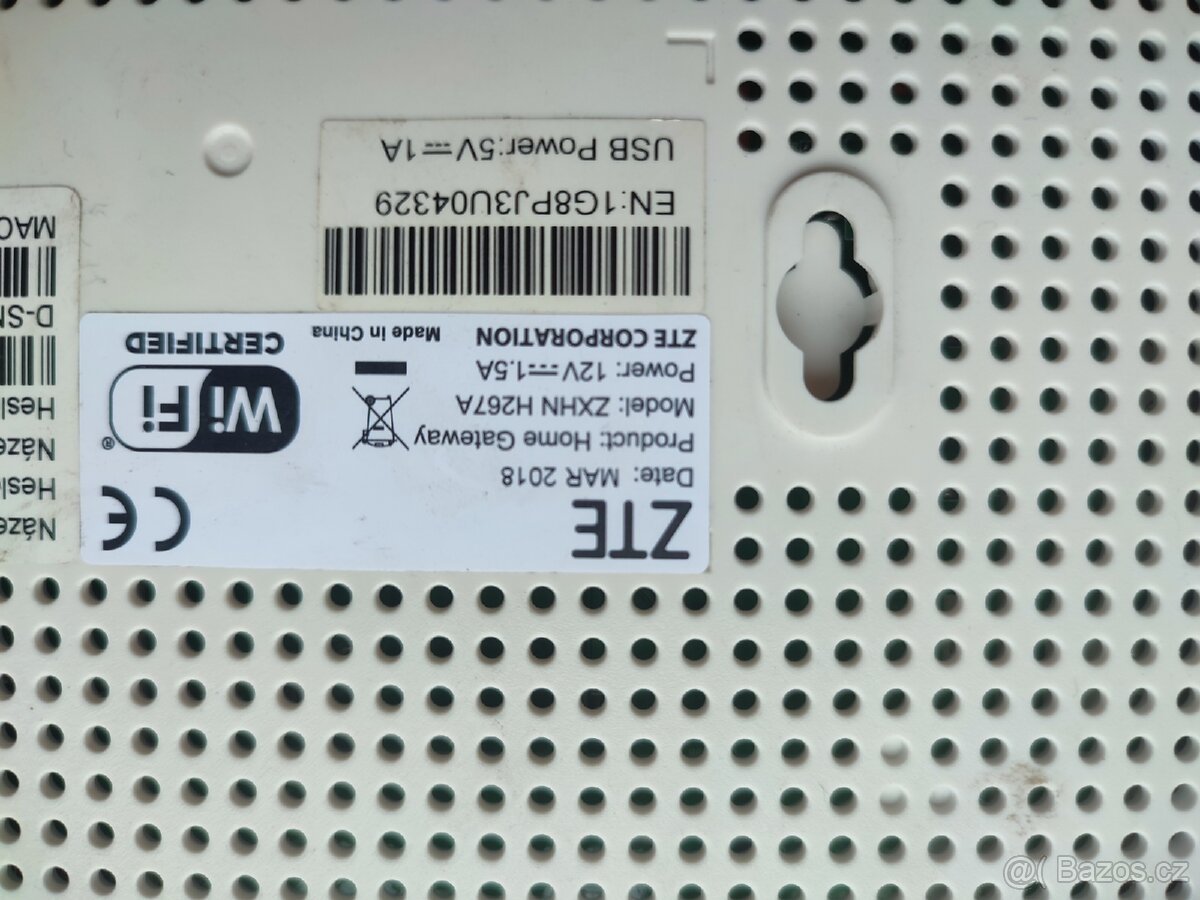 ZTE
Date: MAR 2018
Product: Home Gateway
Model: ZXHN H267A
Power: 12V⎓1.5A
ZTE CORPORATION
Made in China
CE
WiFi®
CERTIFIED
EN:1G8PJ3U04329
USB Power:5V⎓1A
Náze
Hesl
Náze
Hesl
D-SN
MAC
@( Bazos.cz